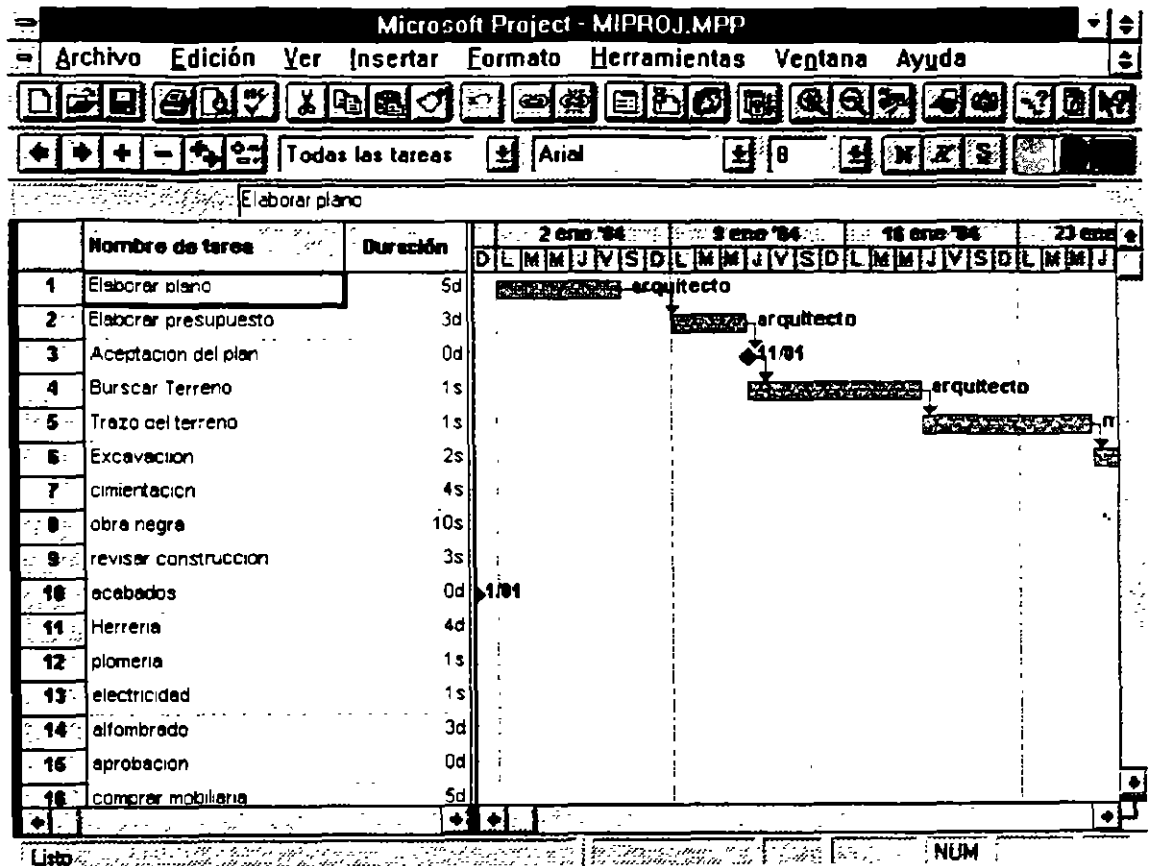 Microsoft Project - MIPROJ.MPP
Archivo Edición Ver Insertar Formato Herramientas Ventana Ayuda
Todas las tareas Arial 8 N K S
Elaborar plano
Nombre de tarea Duración 2 ene '84 9 ene '84 16 ene '84 23 ene
D L M M J V S D L M M J V S D L M M J V S D L M M J
1 Elaborar plano 5d arquitecto
2 Elaborar presupuesto 3d arquitecto
3 Aceptacion del plan 0d 11/01
4 Burscar Terreno 1s arquitecto
5 Trazo del terreno 1s
6 Excavaciion 2s
7 cimientacion 4s
8 obra negra 10s
9 revisar construccion 3s
10 acabados 0d 1/01
11 Herreria 4d
12 plomeria 1s
13 electricidad 1s
14 alfombrado 3d
15 aprobacion 0d
16 comprar mobiliaria 5d
Listo NUM